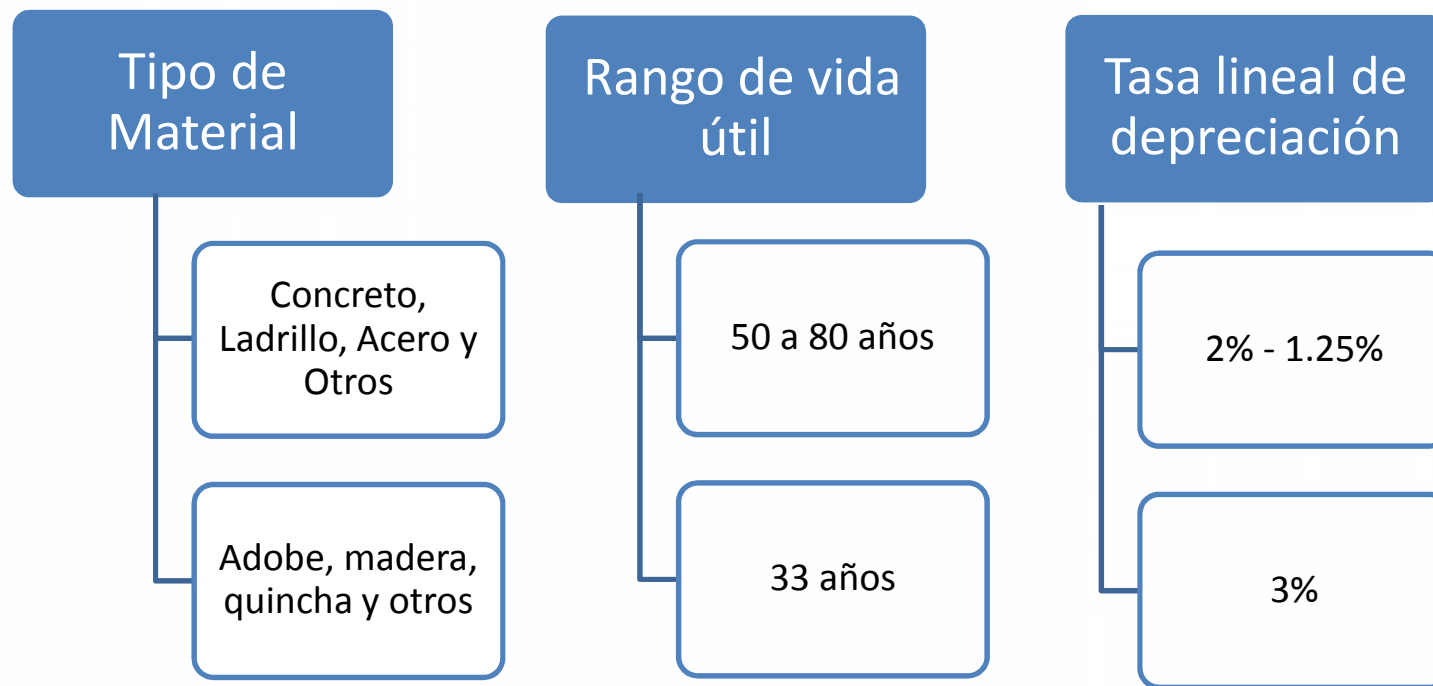 Tipo de
Material
Concreto,
Ladrillo, Acero y
Otros
Adobe, madera,
quincha y otros
Rango de vida
útil
50 a 80 años
33 años
Tasa lineal de
depreciación
2% - 1.25%
3%